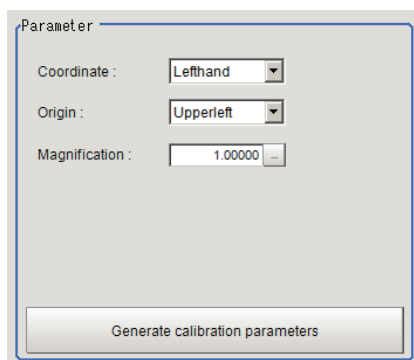 Parameter
Coordinate : Lefthand
Origin : Upperleft
Magnification : 1.00000 ...
Generate calibration parameters